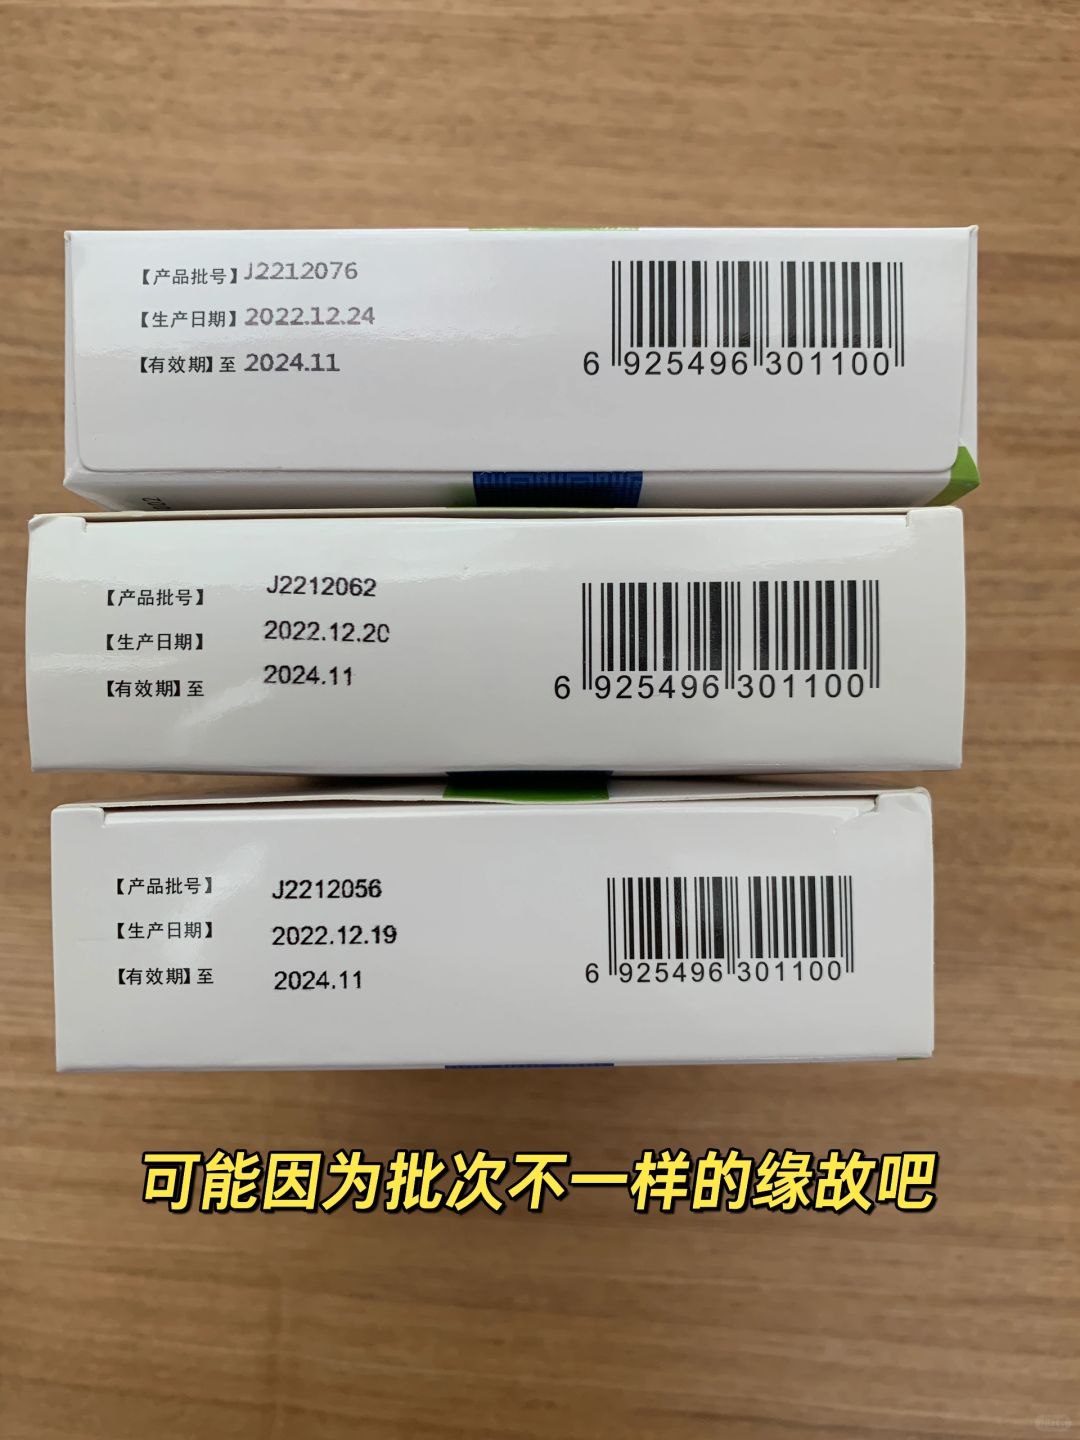 【产品批号】J2212076
【生产日期】2022.12.24
【有效期】至 2024.11
6 925496 301100
【产品批号】 J2212062
【生产日期】 2022.12.20
【有效期】至 2024.11
6 925496 301100
【产品批号】 J2212056
【生产日期】 2022.12.19
【有效期】至 2024.11
6 925496 301100
可能因为批次不一样的缘故吧